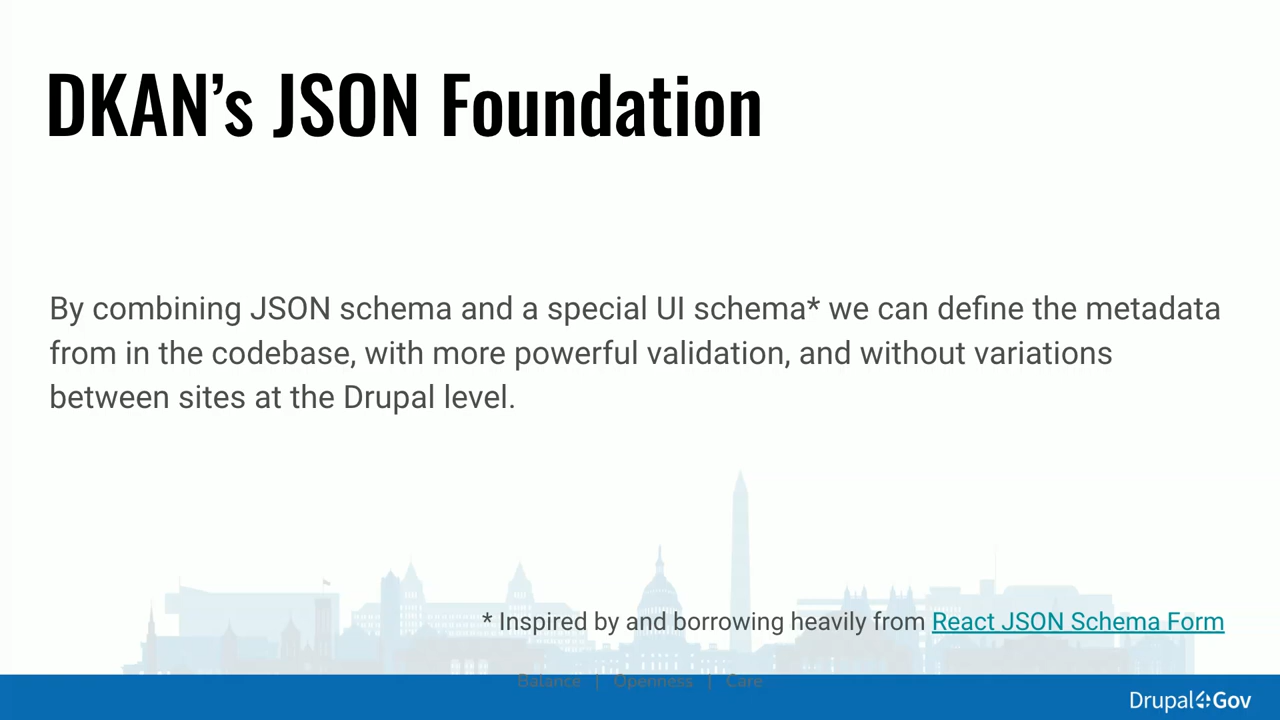 DKAN’s JSON Foundation
By combining JSON schema and a special UI schema* we can define the metadata
from in the codebase, with more powerful validation, and without variations
between sites at the Drupal level.
* Inspired by and borrowing heavily from React JSON Schema Form
Balance | Openness | Care
Drupal4Gov